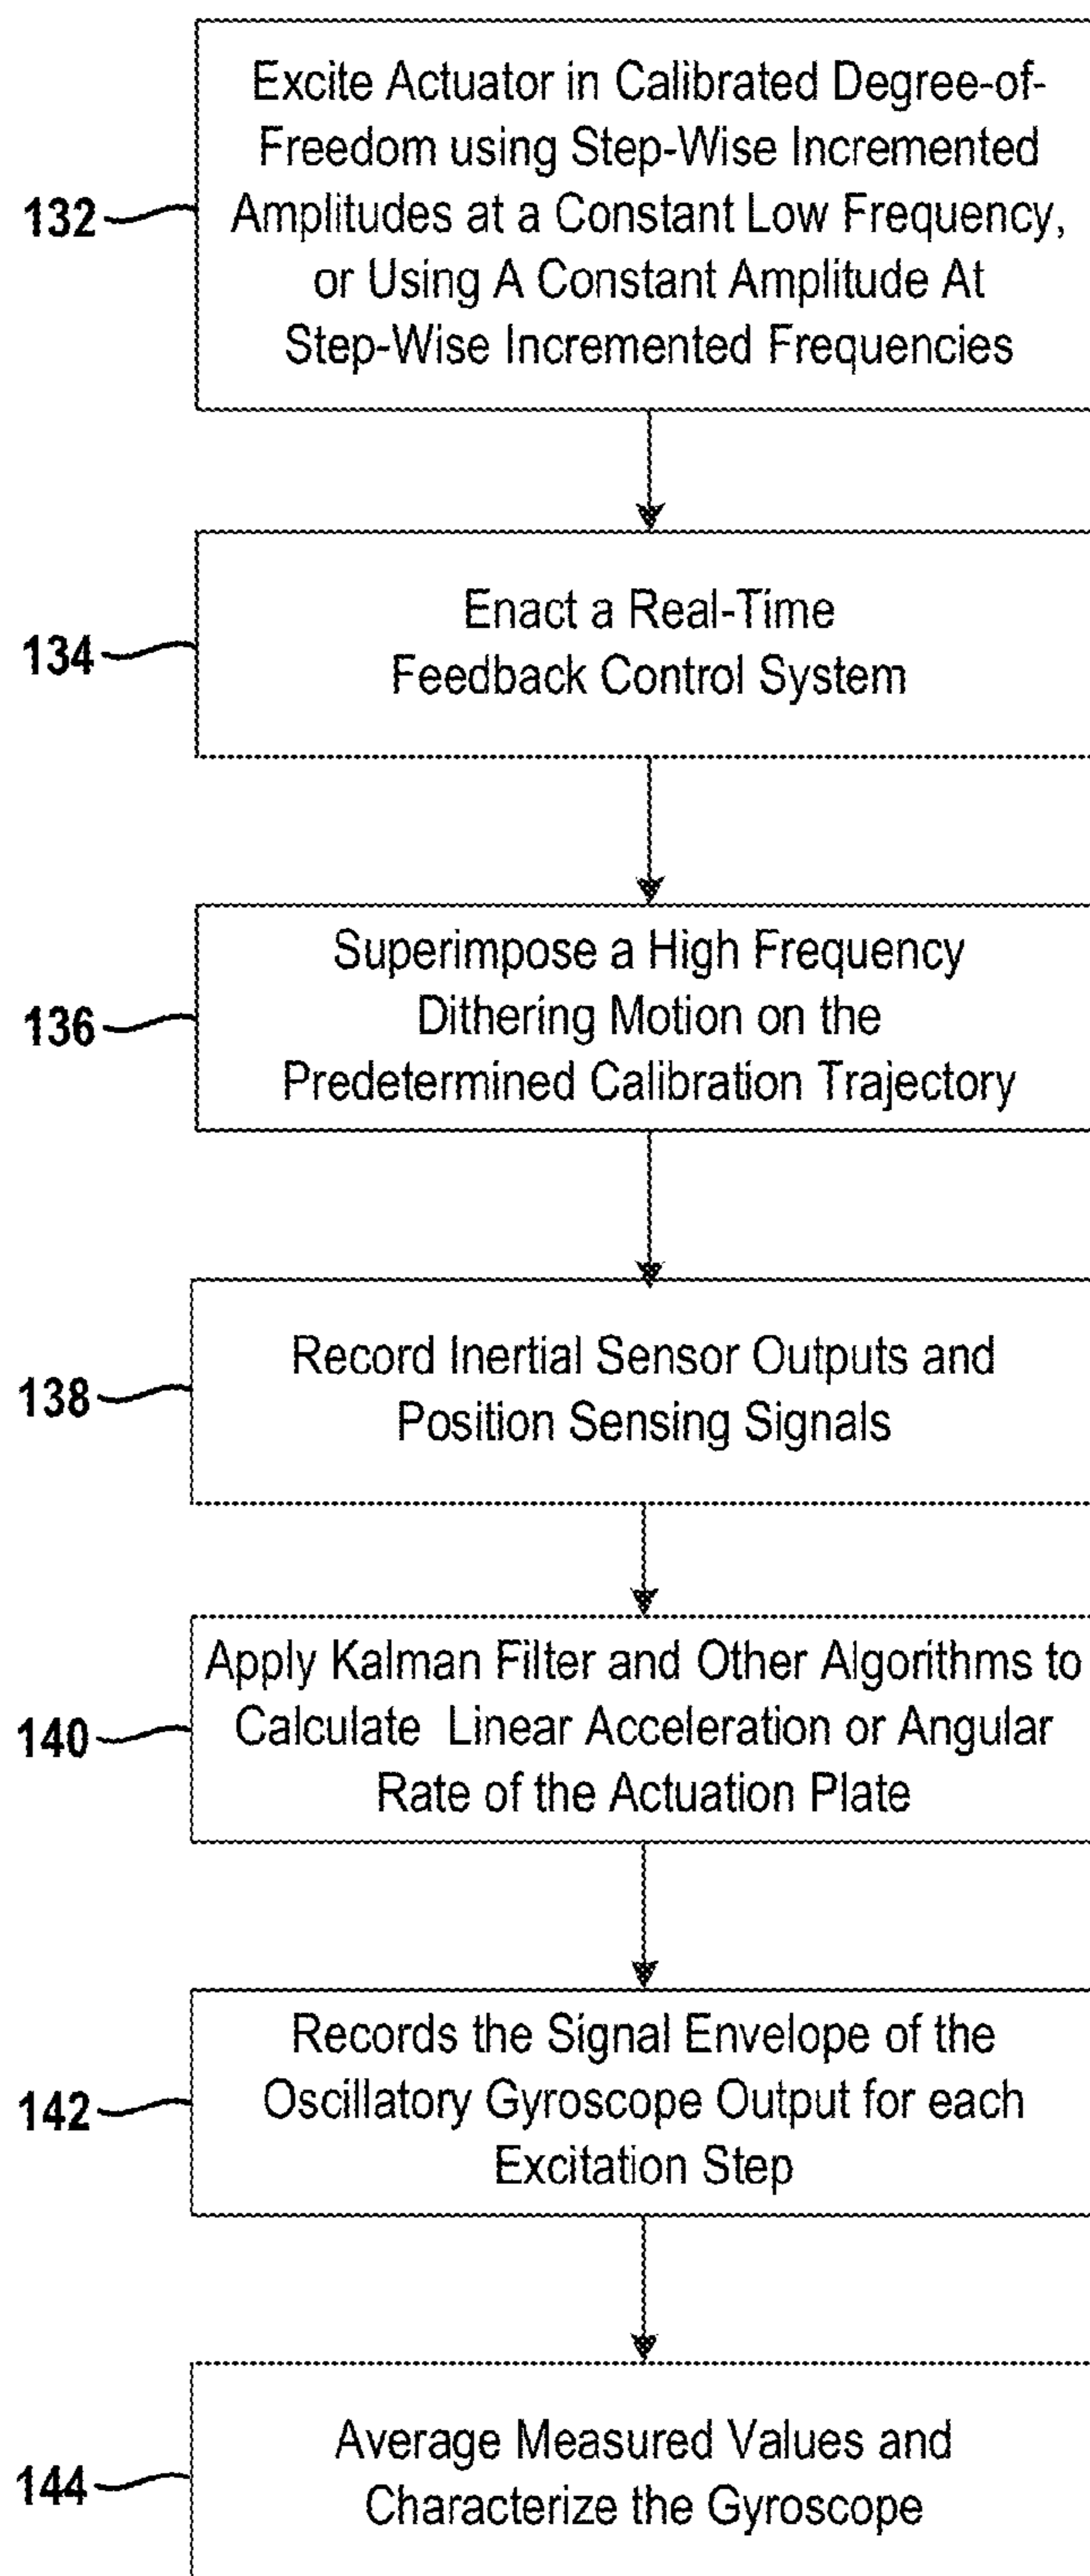 Excite Actuator in Calibrated Degree-of-
Freedom using Step-Wise Incremented
132
Amplitudes at a Constant Low Frequency,
or Using A Constant Amplitude At
Step-Wise Incremented Frequencies
Enact a Real-Time
134
Feedback Control System
Superimpose a High Frequency
136
Dithering Motion on the
Predetermined Calibration Trajectory
Record Inertial Sensor Outputs and
138
Position Sensing Signals
Apply Kalman Filter and Other Algorithms to
140
Calculate Linear Acceleration or Angular
Rate of the Actuation Plate
Records the Signal Envelope of the
142
Oscillatory Gyroscope Output for each
Excitation Step
Average Measured Values and
144
Characterize the Gyroscope